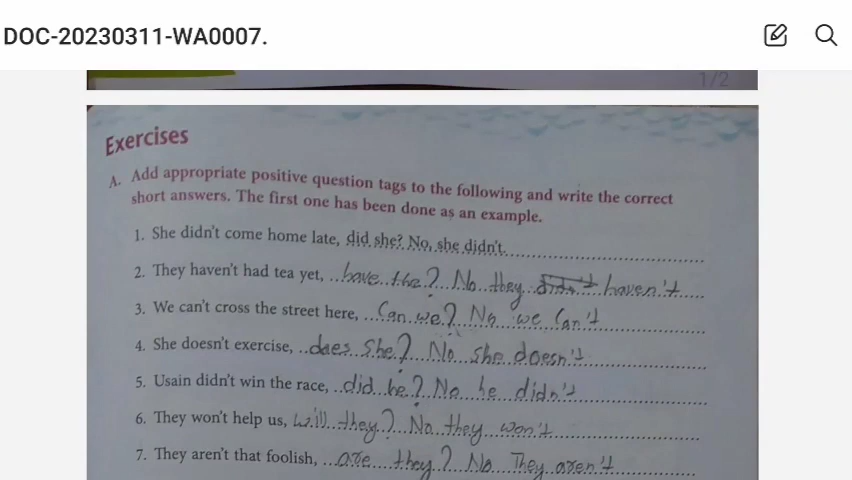 DOC-20230311-WA0007.
1/2
Exercises
A. Add appropriate positive question tags to the following and write the correct
short answers. The first one has been done as an example.
1. She didn't come home late, did she? No, she didn't.
2. They haven't had tea yet, have the? No they didn't haven't
3. We can't cross the street here, Can we? No we Can't
4. She doesn't exercise, does she? No she doesn't
5. Usain didn't win the race, did he? No he didn't
6. They won't help us, will they? No they won't
7. They aren't that foolish, are they? No They aren't